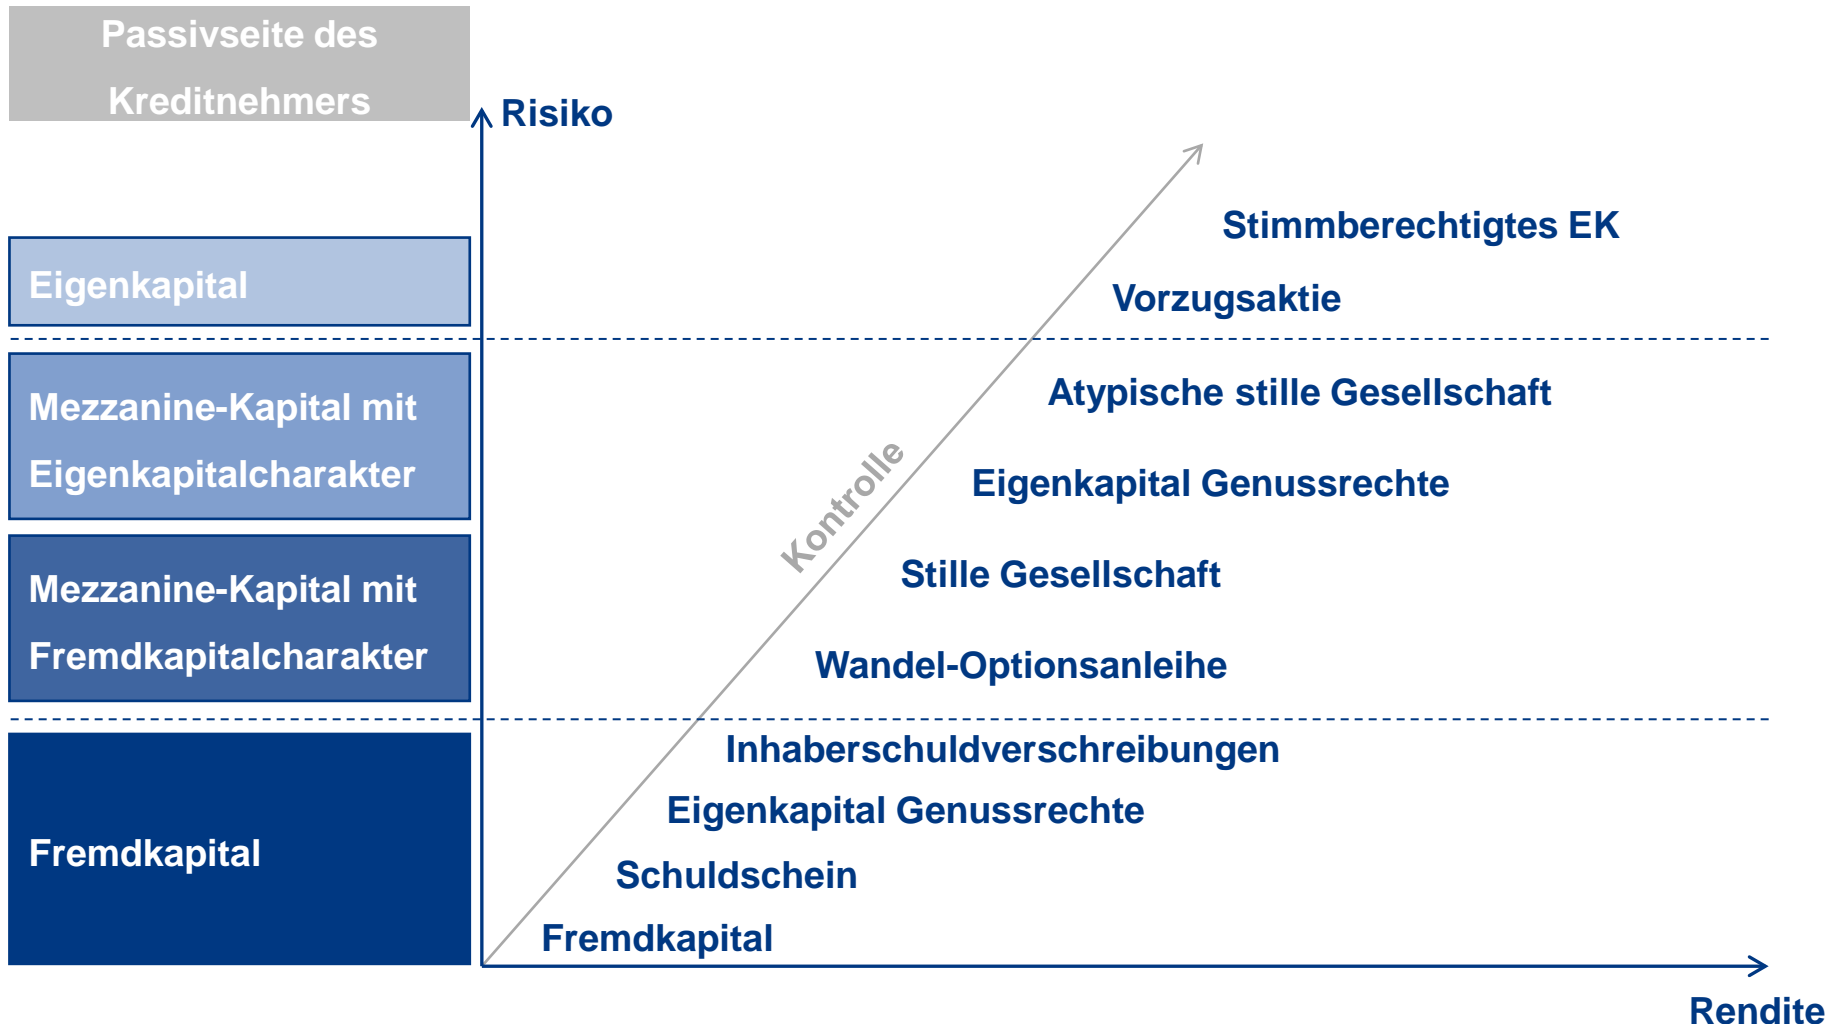 Passivseite des
Kreditnehmers
Risiko
Stimmberechtigtes EK
Eigenkapital
Vorzugsaktie
Mezzanine-Kapital mit
Eigenkapitalcharakter
Atypische stille Gesellschaft
Kontrolle
Eigenkapital Genussrechte
Mezzanine-Kapital mit
Fremdkapitalcharakter
Stille Gesellschaft
Wandel-Optionsanleihe
Inhaberschuldverschreibungen
Eigenkapital Genussrechte
Fremdkapital
Schuldschein
Fremdkapital
Rendite